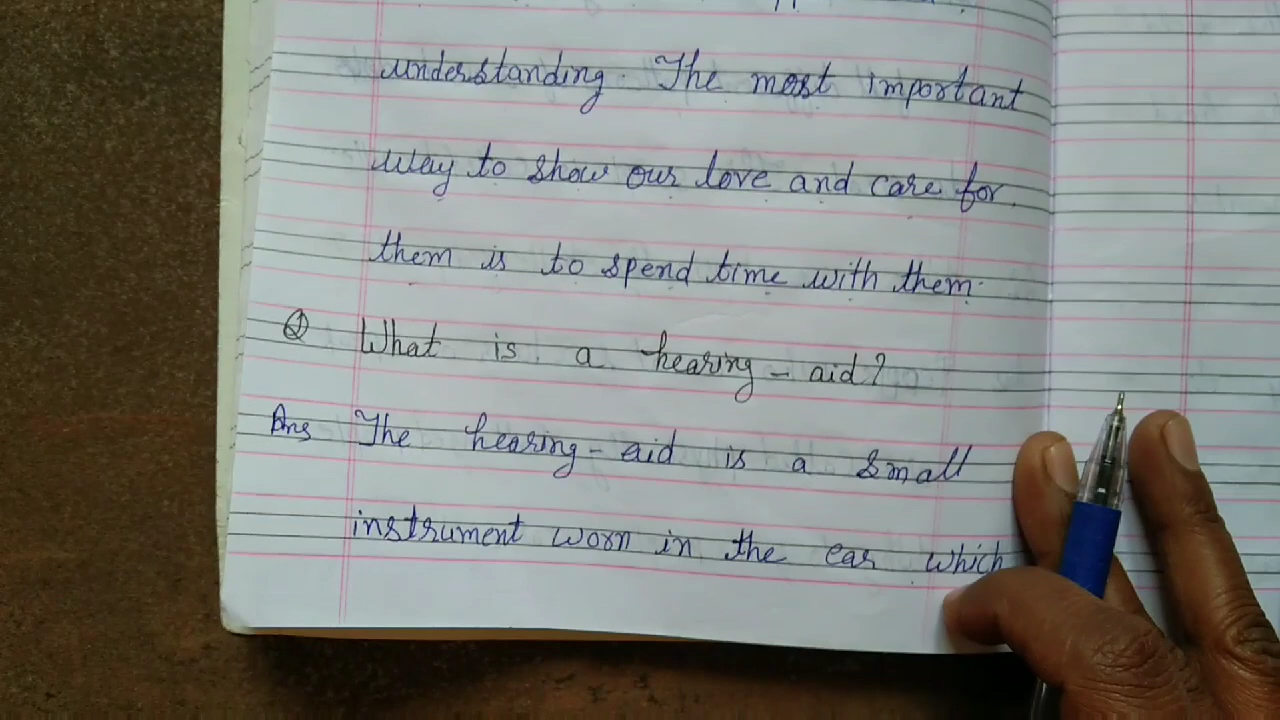 understanding. The most important
way to show our love and care for
them is to spend time with them.
Q What is a hearing-aid?
Ans The hearing-aid is a small
instrument worn in the ear which